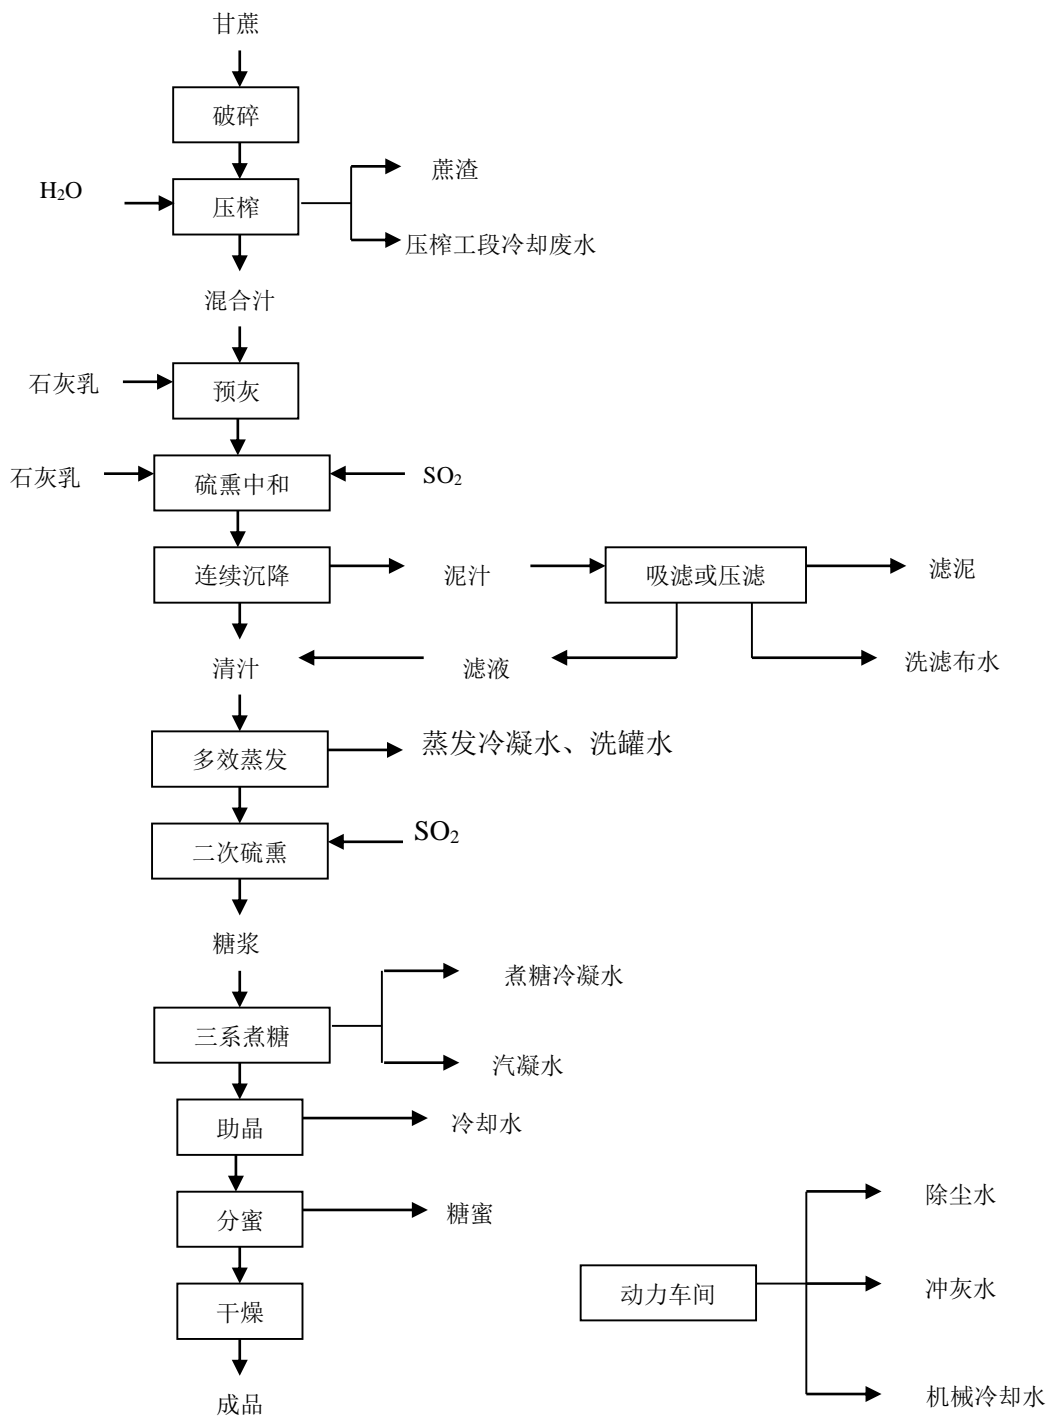 甘蔗
破碎
蔗渣
H₂O
压榨
压榨工段冷却废水
混合汁
石灰乳
预灰
石灰乳
硫熏中和
SO₂
连续沉降
泥汁
吸滤或压滤
滤泥
清汁
滤液
洗滤布水
多效蒸发
蒸发冷凝水、洗罐水
二次硫熏
SO₂
糖浆
煮糖冷凝水
三系煮糖
汽凝水
助晶
冷却水
分蜜
糖蜜
除尘水
动力车间
冲灰水
干燥
机械冷却水
成品